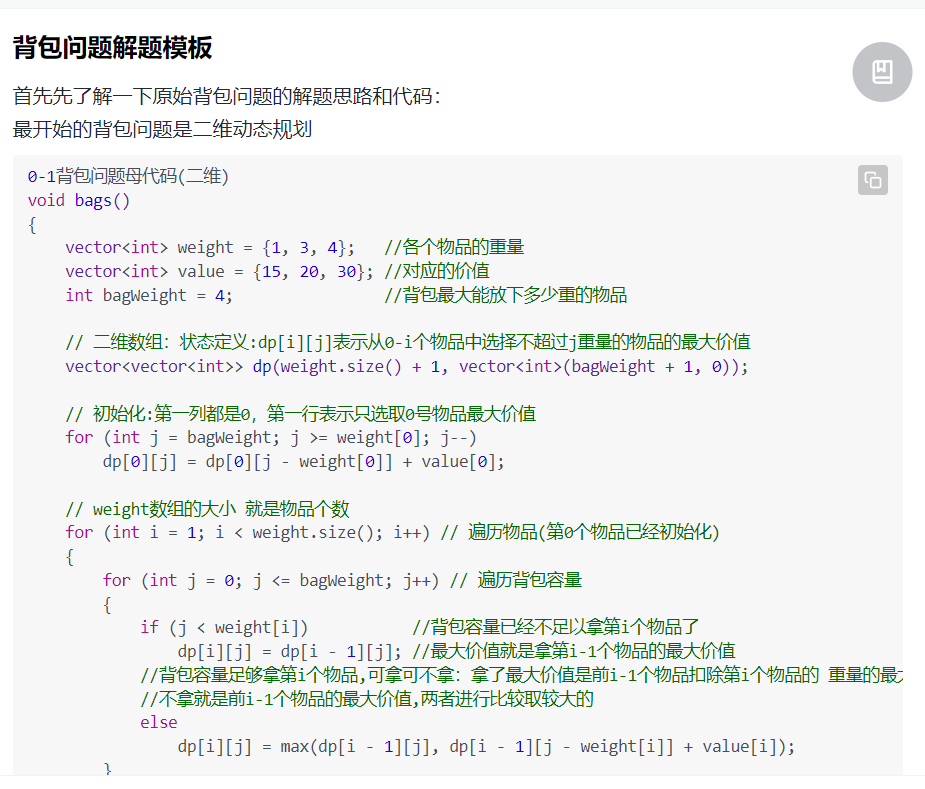 背包问题解题模板
首先先了解一下原始背包问题的解题思路和代码：
最开始的背包问题是二维动态规划
0-1背包问题母代码(二维)
void bags()
{
    vector<int> weight = {1, 3, 4};   //各个物品的重量
    vector<int> value = {15, 20, 30}; //对应的价值
    int bagWeight = 4;                //背包最大能放下多少重的物品

    // 二维数组：状态定义:dp[i][j]表示从0-i个物品中选择不超过j重量的物品的最大价值
    vector<vector<int>> dp(weight.size() + 1, vector<int>(bagWeight + 1, 0));

    // 初始化:第一列都是0，第一行表示只选取0号物品最大价值
    for (int j = bagWeight; j >= weight[0]; j--)
        dp[0][j] = dp[0][j - weight[0]] + value[0];

    // weight数组的大小 就是物品个数
    for (int i = 1; i < weight.size(); i++) // 遍历物品(第0个物品已经初始化)
    {
        for (int j = 0; j <= bagWeight; j++) // 遍历背包容量
        {
            if (j < weight[i])           //背包容量已经不足以拿第i个物品了
                dp[i][j] = dp[i - 1][j]; //最大价值就是拿第i-1个物品的最大价值
            //背包容量足够拿第i个物品,可拿可不拿：拿了最大价值是前i-1个物品扣除第i个物品的 重量的最
            //不拿就是前i-1个物品的最大价值,两者进行比较取较大的
            else
                dp[i][j] = max(dp[i - 1][j], dp[i - 1][j - weight[i]] + value[i]);
        }